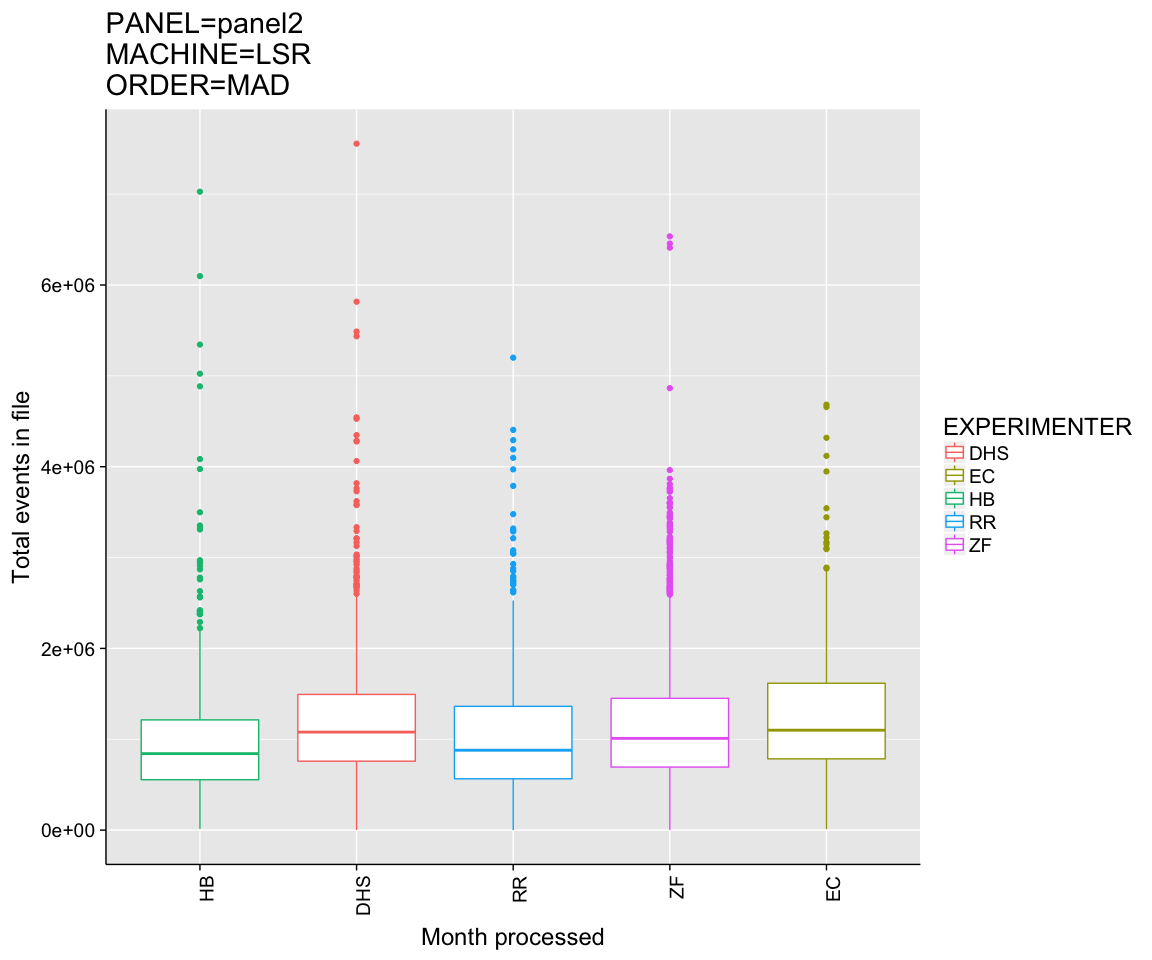 PANEL=panel2
MACHINE=LSR
ORDER=MAD
Total events in file
6e+06
4e+06
2e+06
0e+00
HB
DHS
RR
ZF
EC
Month processed
EXPERIMENTER
DHS
EC
HB
RR
ZF